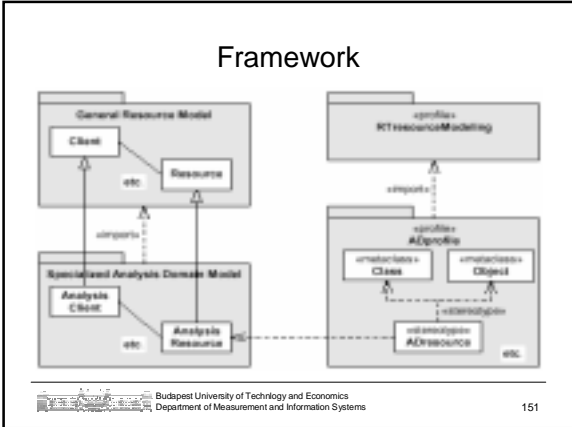 Framework
General Resource Model
Client
Resource
etc.
«import»
Specialized Analysis Domain Model
Analysis
Client
Analysis
Resource
etc.
«profile»
RTresourceModeling
«import»
«profile»
ADprofile
«metaclass»
Class
«metaclass»
Object
«stereotype»
«stereotype»
ADresource
etc.
Budapest University of Technlogy and Economics
Department of Measurement and Information Systems
151